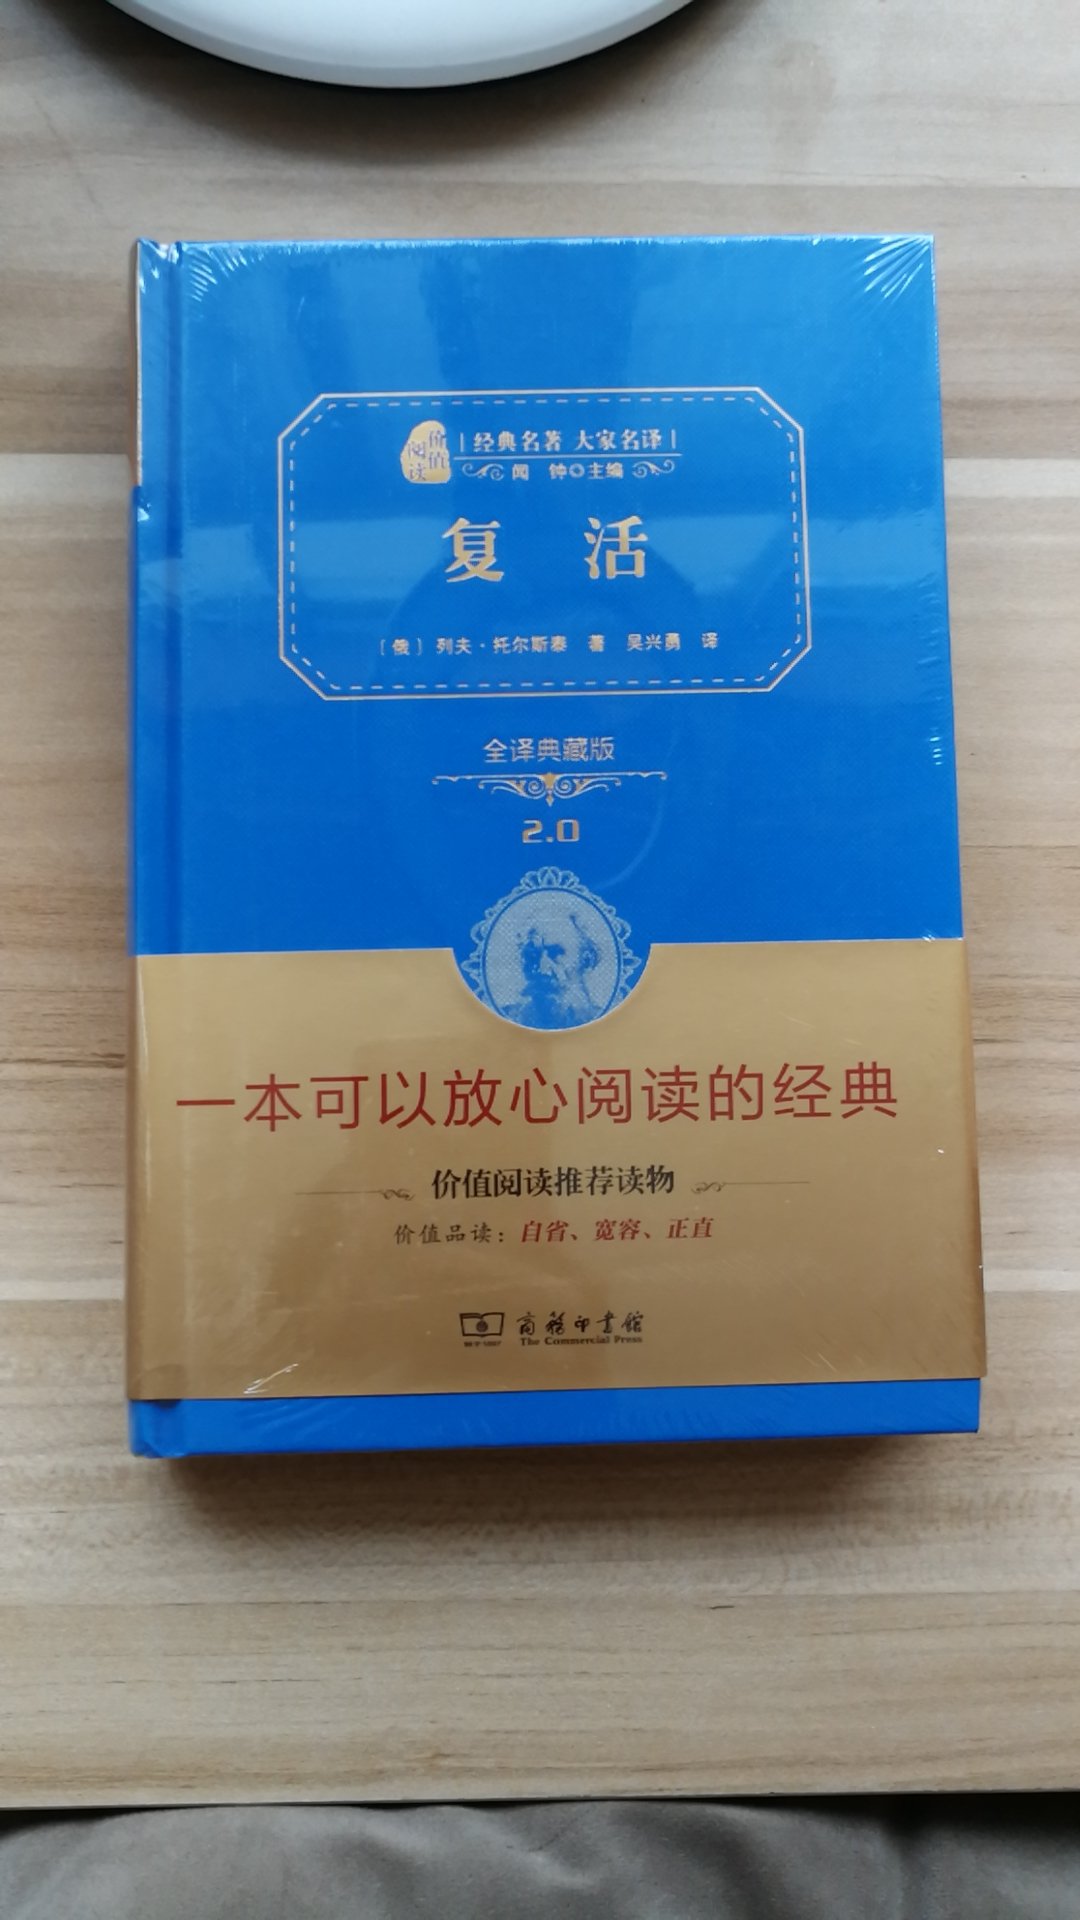 价值阅读
经典名著 大家名译
闻 钟 主编
复 活
〔俄〕列夫·托尔斯泰 著 吴兴勇 译
全译典藏版
2.0
一本可以放心阅读的经典
价值阅读推荐读物
价值品读：自省、宽容、正直
商務印書館
The Commercial Press